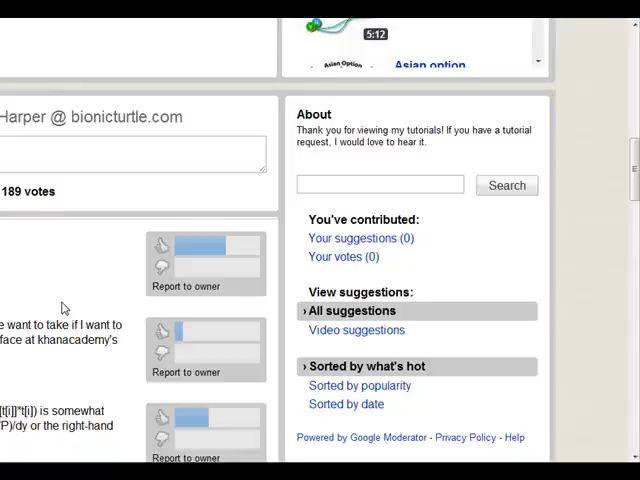 5:12
Asian Option
Asian option
Harper @ bionicturtle.com
189 votes
About
Thank you for viewing my tutorials! If you have a tutorial
request, I would love to hear it.
Search
You've contributed:
Your suggestions (0)
Your votes (0)
View suggestions:
› All suggestions
Video suggestions
› Sorted by what's hot
Sorted by popularity
Sorted by date
Powered by Google Moderator - Privacy Policy - Help
Report to owner
e want to take if I want to
face at khanacademy's
Report to owner
[t[i]]*t[i]) is somewhat
P)/dy or the right-hand
Report to owner